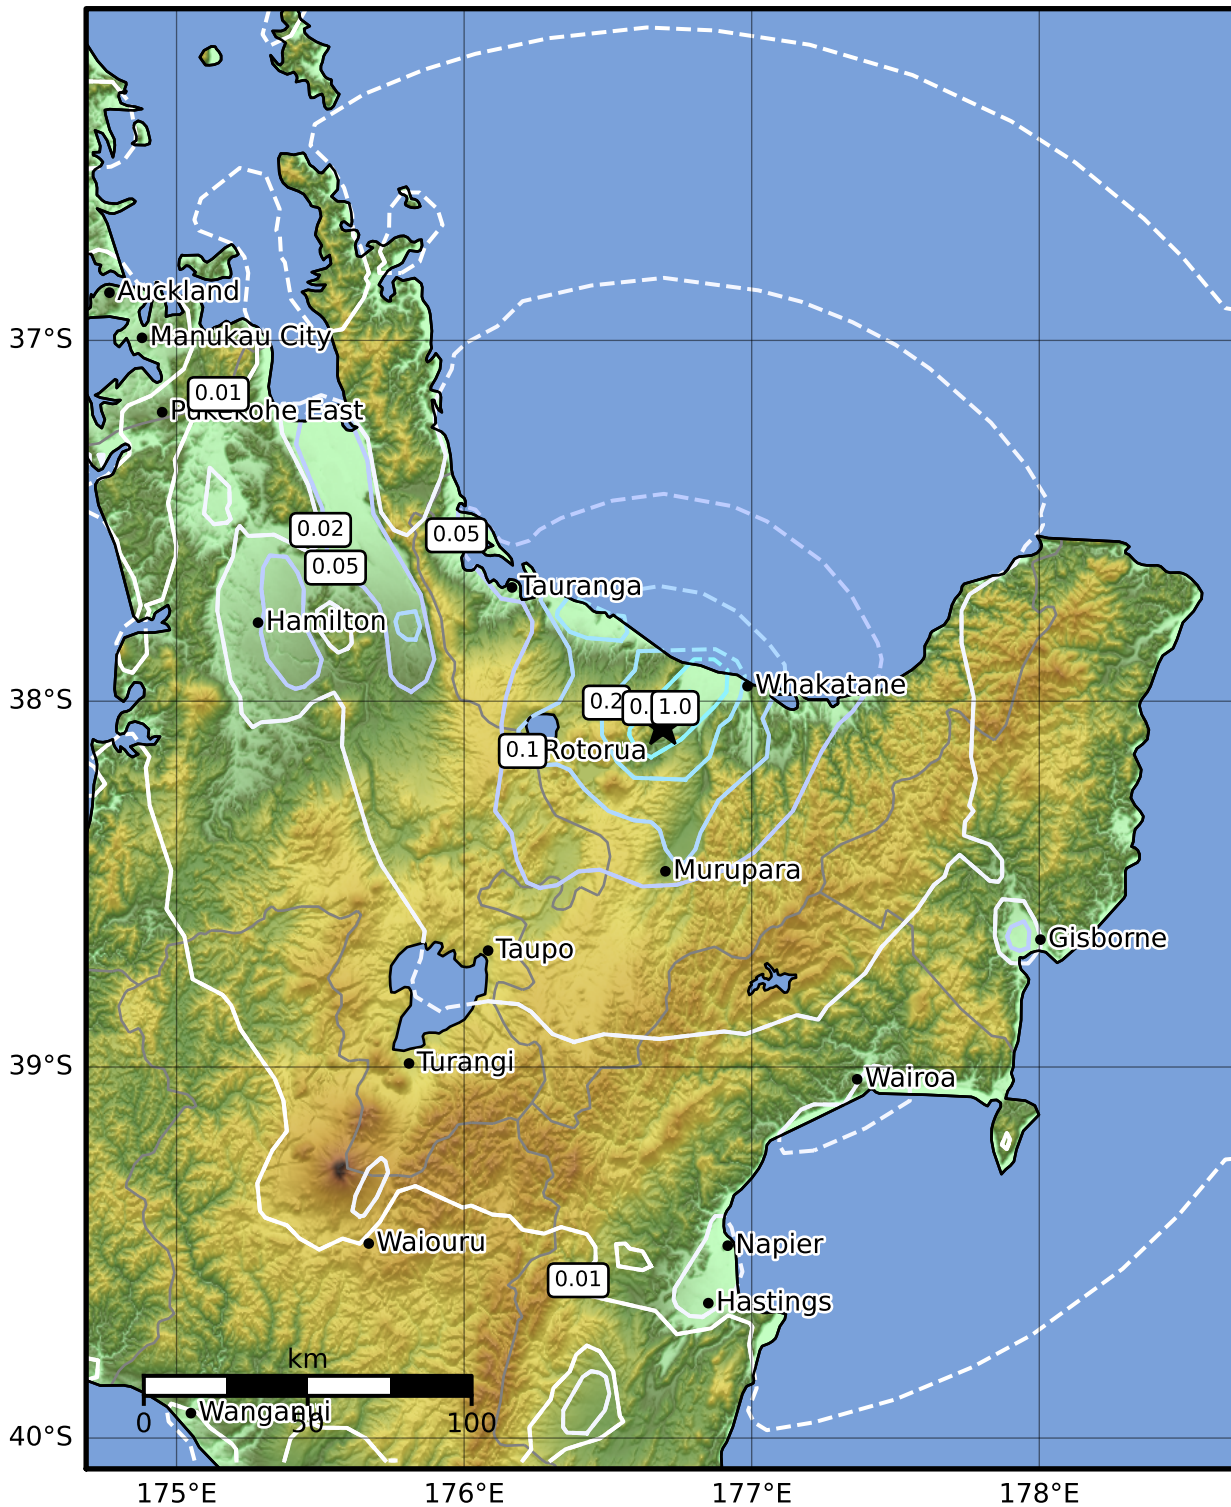 Auckland
37°S
Manukau City
0.01
Pukekohe East
0.02
0.05
0.05
Tauranga
Hamilton
Whakatane
38°S
0.2
1.0
0.1
Rotorua
Murupara
Gisborne
Taupo
39°S
Turangi
Wairoa
Waiouru
Napier
0.01
Hastings
km
Wanganui
0
50
100
40°S
175°E
176°E
177°E
178°E